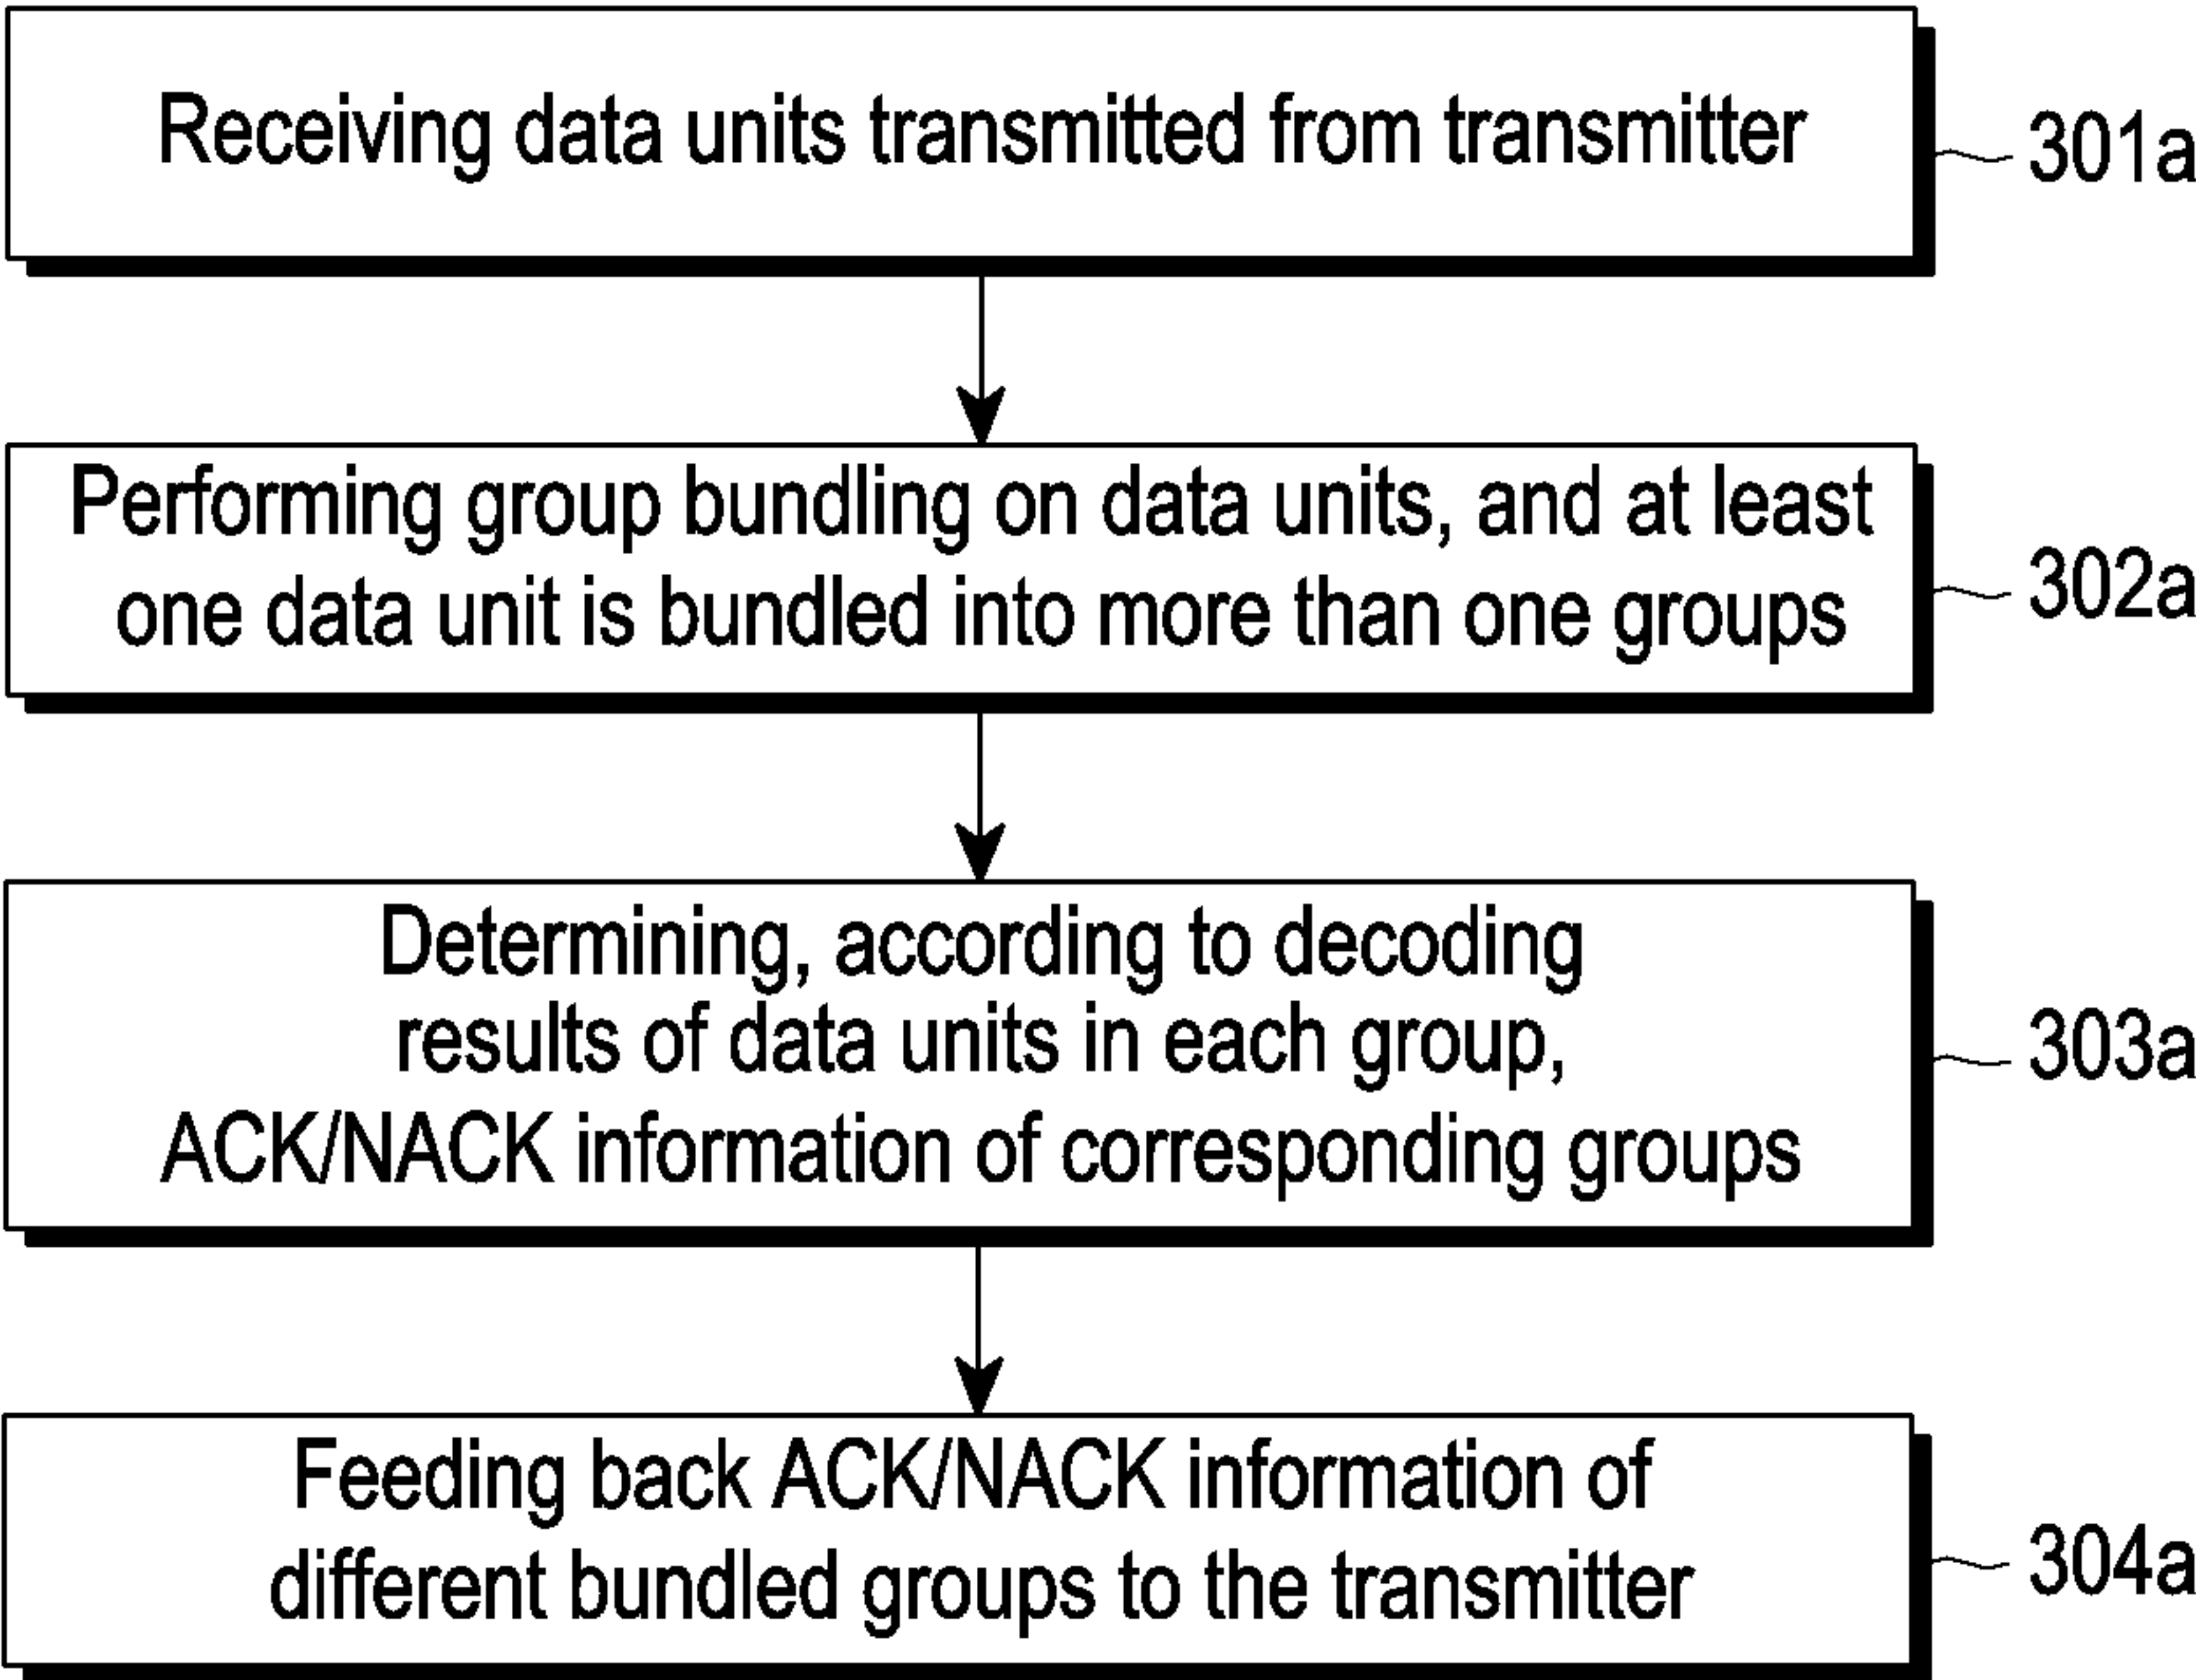 Receiving data units transmitted from transmitter
301a
Performing group bundling on data units, and at least
one data unit is bundled into more than one groups
302a
Determining, according to decoding
results of data units in each group,
ACK/NACK information of corresponding groups
303a
Feeding back ACK/NACK information of
different bundled groups to the transmitter
304a